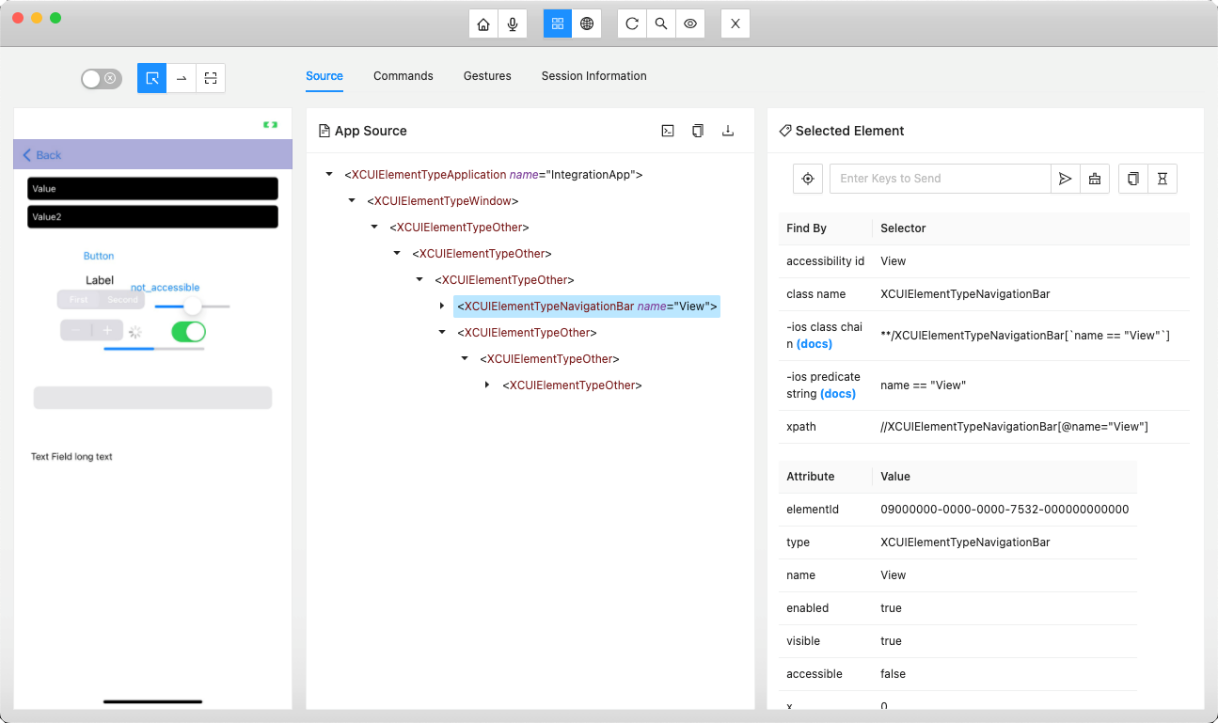 Source
Commands
Gestures
Session Information
Back
Value
Value2
Button
Label
not_accessible
First
Second
Text Field long text
App Source
<XCUIElementTypeApplication name="IntegrationApp">
<XCUIElementTypeWindow>
<XCUIElementTypeOther>
<XCUIElementTypeOther>
<XCUIElementTypeOther>
<XCUIElementTypeNavigationBar name="View">
<XCUIElementTypeOther>
<XCUIElementTypeOther>
<XCUIElementTypeOther>
Selected Element
Enter Keys to Send
Find By Selector
accessibility id View
class name XCUIElementTypeNavigationBar
-ios class chai
n (docs) **/XCUIElementTypeNavigationBar[`name == "View"`]
-ios predicate
string (docs) name == "View"
xpath //XCUIElementTypeNavigationBar[@name="View"]
Attribute Value
elementId 09000000-0000-0000-7532-000000000000
type XCUIElementTypeNavigationBar
name View
enabled true
visible true
accessible false
x 0